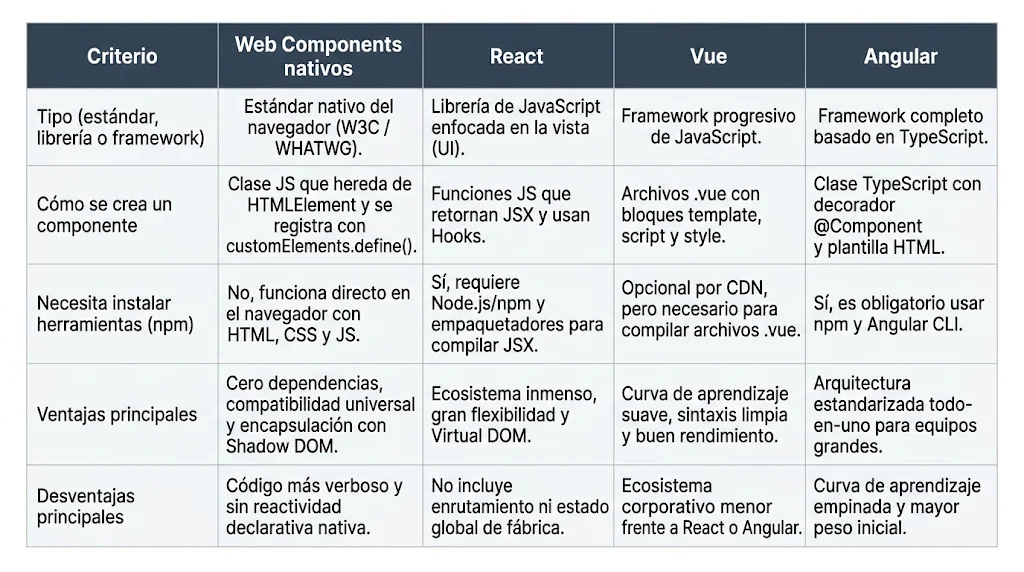 Criterio
Web Components
nativos
React
Vue
Angular
Tipo (estándar,
librería o framework)
Estándar nativo del
navegador (W3C /
WHATWG).
Librería de JavaScript
enfocada en la vista
(UI).
Framework progresivo
de JavaScript.
Framework completo
basado en TypeScript.
Cómo se crea un
componente
Clase JS que hereda de
HTMLElement y se
registra con
customElements.define().
Funciones JS que
retornan JSX y usan
Hooks.
Archivos .vue con
bloques template,
script y style.
Clase TypeScript con
decorador
@Component
y plantilla HTML.
Necesita instalar
herramientas (npm)
No, funciona directo en
el navegador con
HTML, CSS y JS.
Sí, requiere
Node.js/npm y
empaquetadores para
compilar JSX.
Opcional por CDN,
pero necesario para
compilar archivos .vue.
Sí, es obligatorio usar
npm y Angular CLI.
Ventajas principales
Cero dependencias,
compatibilidad universal
y encapsulación con
Shadow DOM.
Ecosistema inmenso,
gran flexibilidad y
Virtual DOM.
Curva de aprendizaje
suave, sintaxis limpia
y buen rendimiento.
Arquitectura
estandarizada todo-
en-uno para equipos
grandes.
Desventajas
principales
Código más verboso y
sin reactividad
declarativa nativa.
No incluye
enrutamiento ni estado
global de fábrica.
Ecosistema
corporativo menor
frente a React o Angular.
Curva de aprendizaje
empinada y mayor
peso inicial.